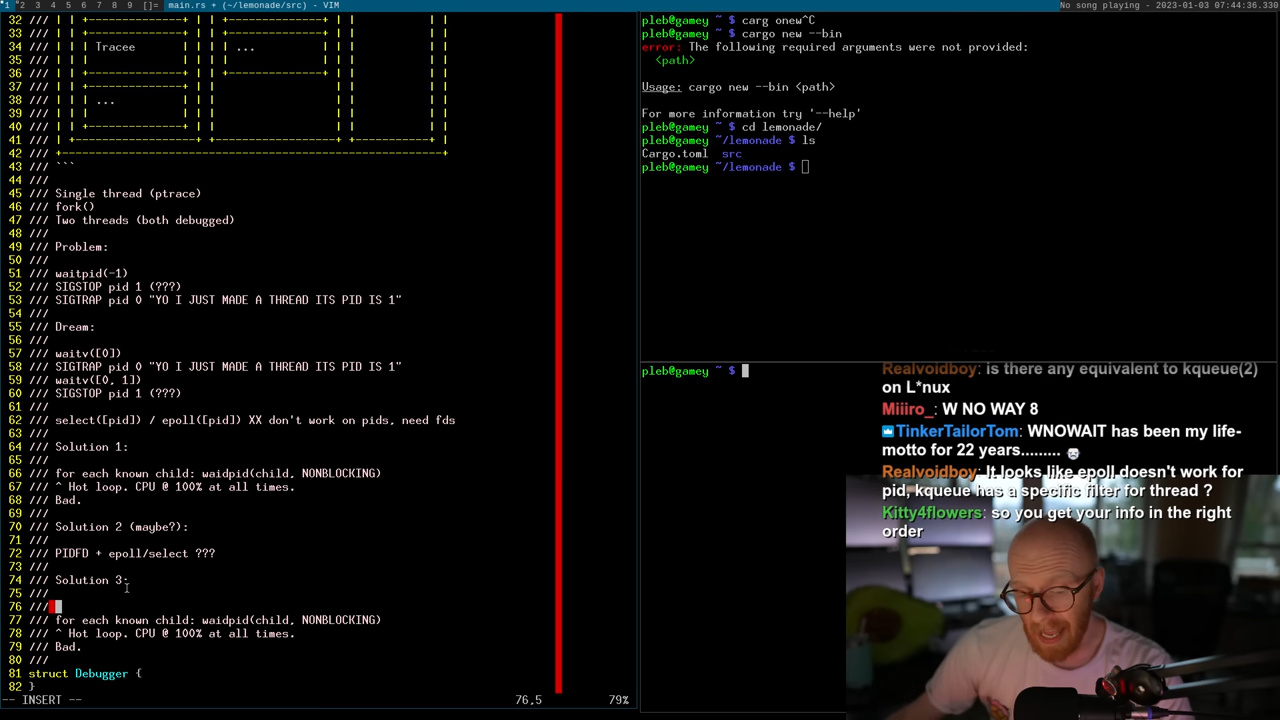 1 2 3 4 5 6 7 8 9 []= main.rs + (~/lemonade/src) - VIM
No song playing - 2023-01-03 07:44:36.330
32 /// | | +---------------+ | | +---------------+ | | | |
33 /// | | +---------------+ | | +---------------+ | | | |
34 /// | | | Tracee | | | | ... | | | | |
35 /// | | | | | | | | | | | |
36 /// | | +---------------+ | | +---------------+ | | | |
37 /// | | +---------------+ | | | | | |
38 /// | | | ... | | | | | | |
39 /// | | | | | | | | | |
40 /// | | +---------------+ | | | | | |
41 /// | +-------------------+ +-------------------+ +-----------+ |
42 /// +-----------------------------------------------------------+
43 /// ```
44 ///
45 /// Single thread (ptrace)
46 /// fork()
47 /// Two threads (both debugged)
48 ///
49 /// Problem:
50 ///
51 /// waitpid(-1)
52 /// SIGSTOP pid 1 (???)
53 /// SIGTRAP pid 0 "YO I JUST MADE A THREAD ITS PID IS 1"
54 ///
55 /// Dream:
56 ///
57 /// waitv([0])
58 /// SIGTRAP pid 0 "YO I JUST MADE A THREAD ITS PID IS 1"
59 /// waitv([0, 1])
60 /// SIGSTOP pid 1 (???)
61 ///
62 /// select([pid]) / epoll([pid]) XX don't work on pids, need fds
63 ///
64 /// Solution 1:
65 ///
66 /// for each known child: waidpid(child, NONBLOCKING)
67 /// ^ Hot loop. CPU @ 100% at all times.
68 /// Bad.
69 ///
70 /// Solution 2 (maybe?):
71 ///
72 /// PIDFD + epoll/select ???
73 ///
74 /// Solution 3:
75 ///
76 ///
77 /// for each known child: waidpid(child, NONBLOCKING)
78 /// ^ Hot loop. CPU @ 100% at all times.
79 /// Bad.
80 ///
81 struct Debugger {
82 }
-- INSERT -- 76,5 79%
pleb@gamey ~ $ carg onew^C
pleb@gamey ~ $ cargo new --bin
error: The following required arguments were not provided:
<path>
Usage: cargo new --bin <path>
For more information try '--help'
pleb@gamey ~ $ cd lemonade/
pleb@gamey ~/lemonade $ ls
Cargo.toml src
pleb@gamey ~/lemonade $
pleb@gamey ~ $
Realvoidboy: is there any equivalent to kqueue(2)
on L*nux
Miiiro_: W NO WAY 8
TinkerTailorTom: WNOWAIT has been my life-
motto for 22 years.........
Realvoidboy: It looks like epoll doesn't work for
pid, kqueue has a specific filter for thread ?
Kitty4flowers: so you get your info in the right
order